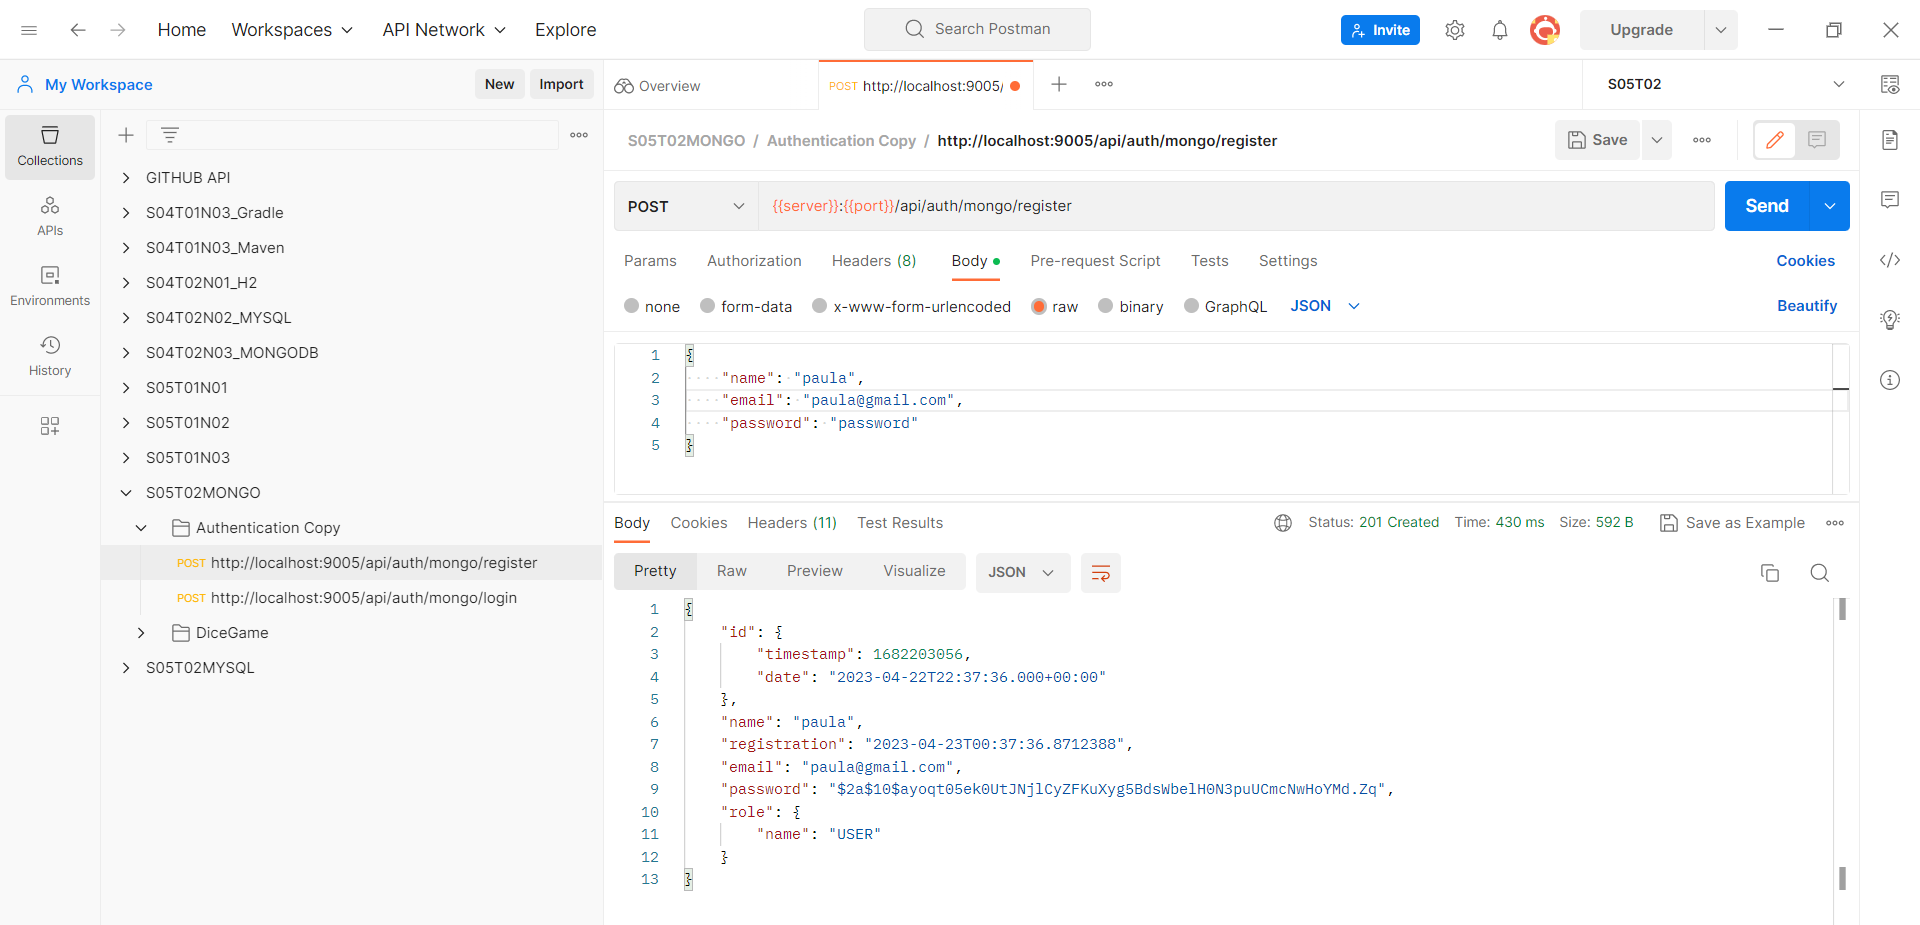 Home Workspaces API Network Explore Search Postman Invite Upgrade
My Workspace New Import Overview POST http://localhost:9005/ S05T02
Collections
APIs
Environments
History
GITHUB API
S04T01N03_Gradle
S04T01N03_Maven
S04T02N01_H2
S04T02N02_MYSQL
S04T02N03_MONGODB
S05T01N01
S05T01N02
S05T01N03
S05T02MONGO
Authentication Copy
POST http://localhost:9005/api/auth/mongo/register
POST http://localhost:9005/api/auth/mongo/login
DiceGame
S05T02MYSQL
S05T02MONGO / Authentication Copy / http://localhost:9005/api/auth/mongo/register Save
POST {{server}}:{{port}}/api/auth/mongo/register Send
Params Authorization Headers (8) Body Pre-request Script Tests Settings Cookies
none form-data x-www-form-urlencoded raw binary GraphQL JSON Beautify
1 {
2 "name": "paula",
3 "email": "paula@gmail.com",
4 "password": "password"
5 }
Body Cookies Headers (11) Test Results Status: 201 Created Time: 430 ms Size: 592 B Save as Example
Pretty Raw Preview Visualize JSON
1 {
2 "id": {
3 "timestamp": 1682203056,
4 "date": "2023-04-22T22:37:36.000+00:00"
5 },
6 "name": "paula",
7 "registration": "2023-04-23T00:37:36.8712388",
8 "email": "paula@gmail.com",
9 "password": "$2a$10$ayoqt05ek0UtJNjlCyZFKuXyg5BdsWbelH0N3puUCmcNwHoYMd.Zq",
10 "role": {
11 "name": "USER"
12 }
13 }